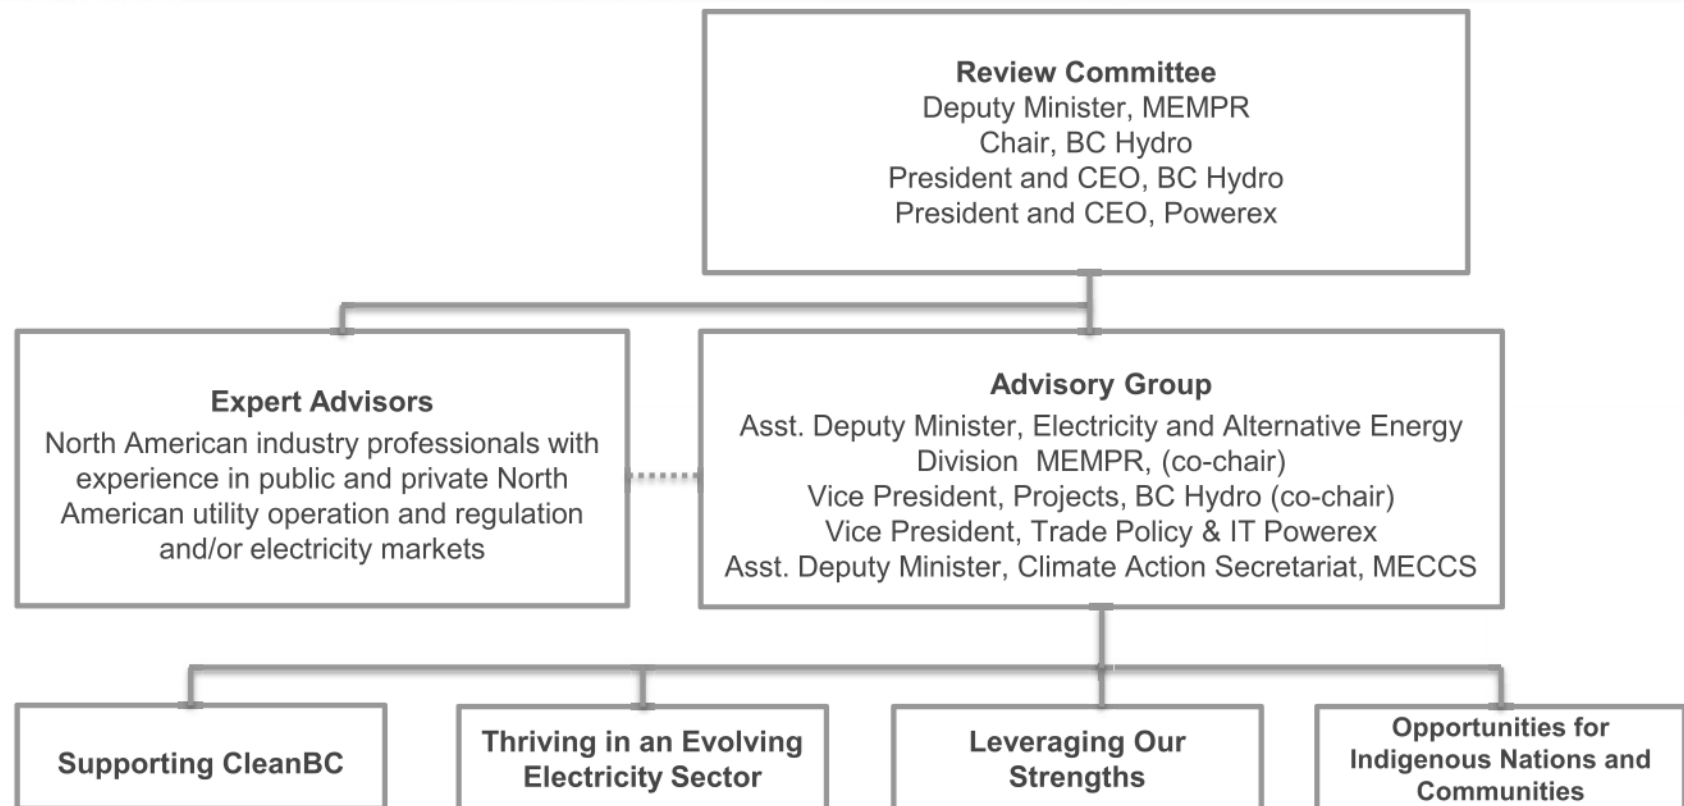 Review Committee
Deputy Minister, MEMPR
Chair, BC Hydro
President and CEO, BC Hydro
President and CEO, Powerex
Expert Advisors
North American industry professionals with
experience in public and private North
American utility operation and regulation
and/or electricity markets
Advisory Group
Asst. Deputy Minister, Electricity and Alternative Energy
Division MEMPR, (co-chair)
Vice President, Projects, BC Hydro (co-chair)
Vice President, Trade Policy & IT Powerex
Asst. Deputy Minister, Climate Action Secretariat, MECCS
Supporting CleanBC
Thriving in an Evolving
Electricity Sector
Leveraging Our
Strengths
Opportunities for
Indigenous Nations and
Communities